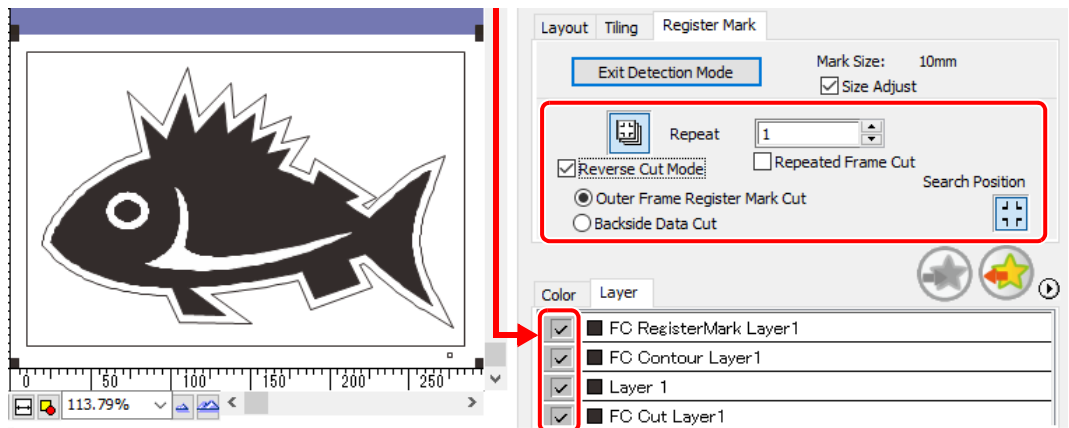 Layout Tiling Register Mark
Exit Detection Mode
Mark Size: 10mm
Size Adjust
Repeat 1
Reverse Cut Mode
Repeated Frame Cut
Search Position
Outer Frame Register Mark Cut
Backside Data Cut
Color Layer
FC RegisterMark Layer1
FC Contour Layer1
Layer 1
FC Cut Layer1
0 50 100 150 200 250
113.79%